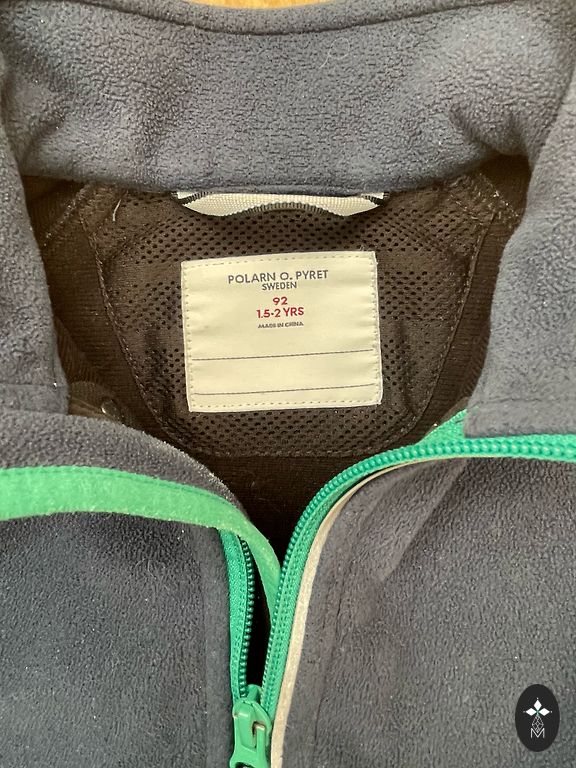 POLARN O. PYRET
SWEDEN
92
1.5-2 YRS
MADE IN CHINA
M